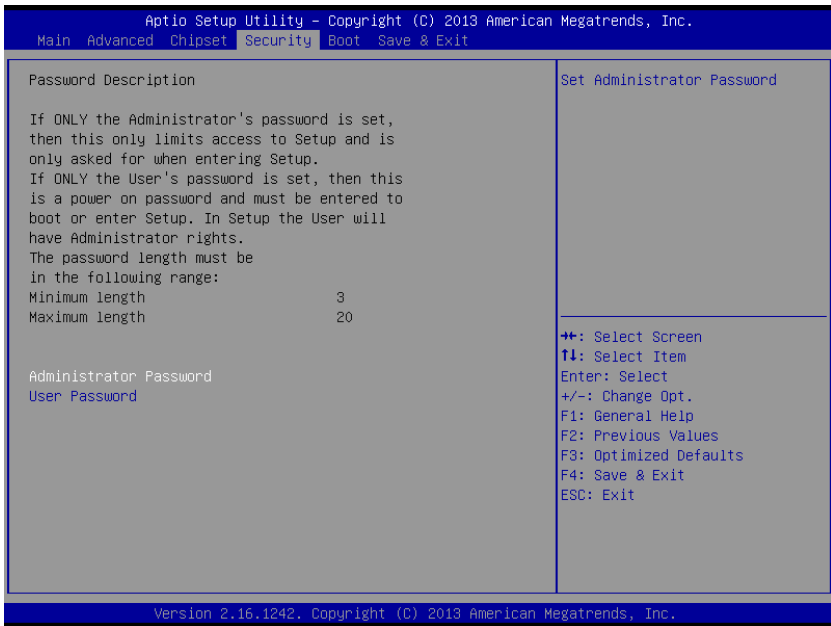 Aptio Setup Utility – Copyright (C) 2013 American Megatrends, Inc.
Main Advanced Chipset Security Boot Save & Exit
Password Description
If ONLY the Administrator's password is set,
then this only limits access to Setup and is
only asked for when entering Setup.
If ONLY the User's password is set, then this
is a power on password and must be entered to
boot or enter Setup. In Setup the User will
have Administrator rights.
The password length must be
in the following range:
Minimum length 3
Maximum length 20
Administrator Password
User Password
Set Administrator Password
→←: Select Screen
↑↓: Select Item
Enter: Select
+/-: Change Opt.
F1: General Help
F2: Previous Values
F3: Optimized Defaults
F4: Save & Exit
ESC: Exit
Version 2.16.1242. Copyright (C) 2013 American Megatrends, Inc.